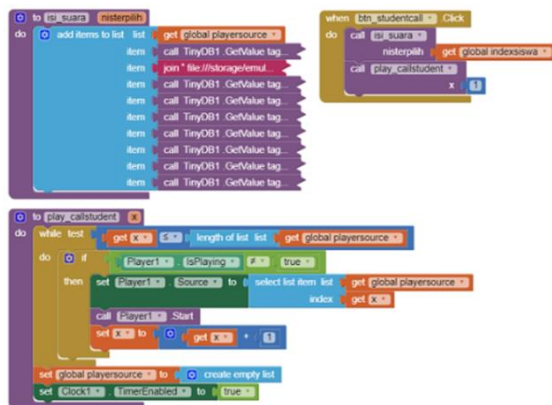 to isi_suara nisterpilih
do add items to list list get global playersource
item call TinyDB1 .GetValue tag...
item join " file:///storage/emul...
item call TinyDB1 .GetValue tag...
item call TinyDB1 .GetValue tag...
item call TinyDB1 .GetValue tag...
item call TinyDB1 .GetValue tag...
item call TinyDB1 .GetValue tag...
item call TinyDB1 .GetValue tag...
when btn_studentcall .Click
do call isi_suara
nisterpilih get global indexsiswa
call play_callstudent
x 1
to play_callstudent x
do while test get x ≤ length of list list get global playersource
do if Player1 . IsPlaying ≠ true
then set Player1 . Source to select list item list get global playersource
index get x
call Player1 .Start
set x to get x + 1
set global playersource to create empty list
set Clock1 . TimerEnabled to true